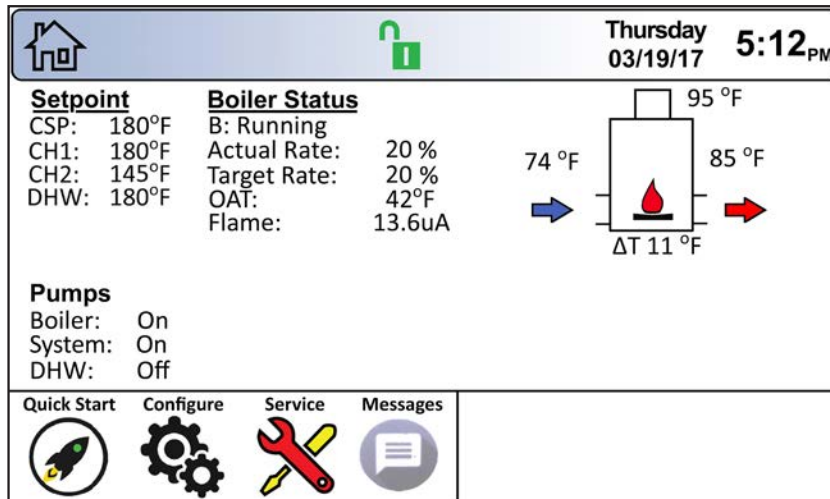 Thursday
03/19/17
5:12PM
Setpoint
CSP: 180°F
CH1: 180°F
CH2: 145°F
DHW: 180°F
Boiler Status
B: Running
Actual Rate: 20 %
Target Rate: 20 %
OAT: 42°F
Flame: 13.6uA
95 °F
74 °F
85 °F
ΔT 11 °F
Pumps
Boiler: On
System: On
DHW: Off
Quick Start
Configure
Service
Messages